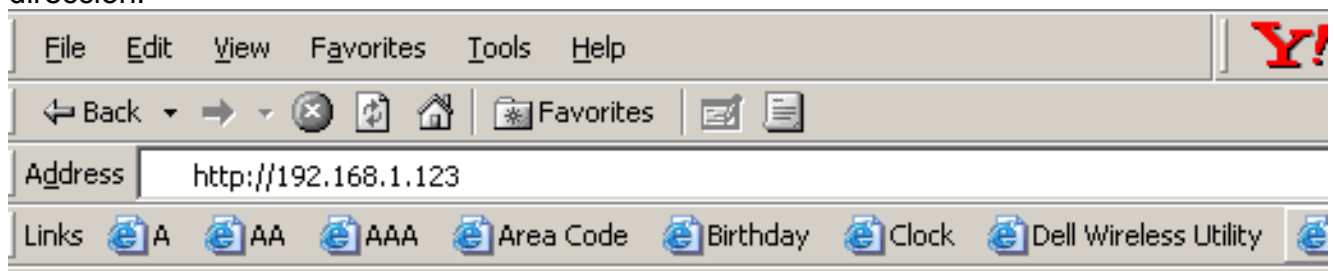 dirección.
File Edit View Favorites Tools Help Y!
Back Favorites
Address http://192.168.1.123
Links A AA AAA Area Code Birthday Clock Dell Wireless Utility